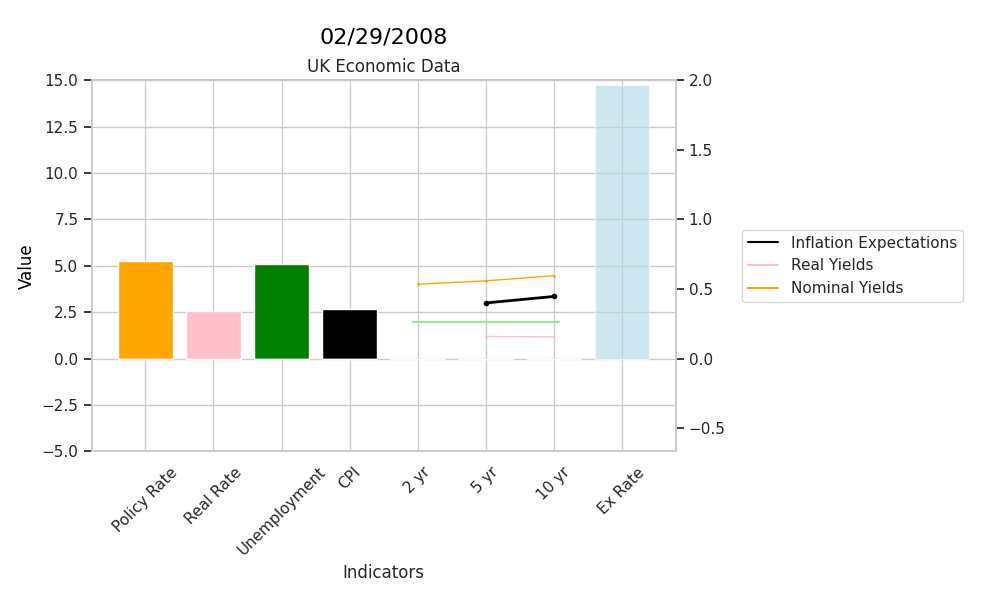 02/29/2008
UK Economic Data
15.0
12.5
10.0
7.5
5.0
2.5
0.0
−2.5
−5.0
Value
2.0
1.5
1.0
0.5
0.0
−0.5
Inflation Expectations
Real Yields
Nominal Yields
Policy Rate
Real Rate
Unemployment
CPI
2 yr
5 yr
10 yr
Ex Rate
Indicators